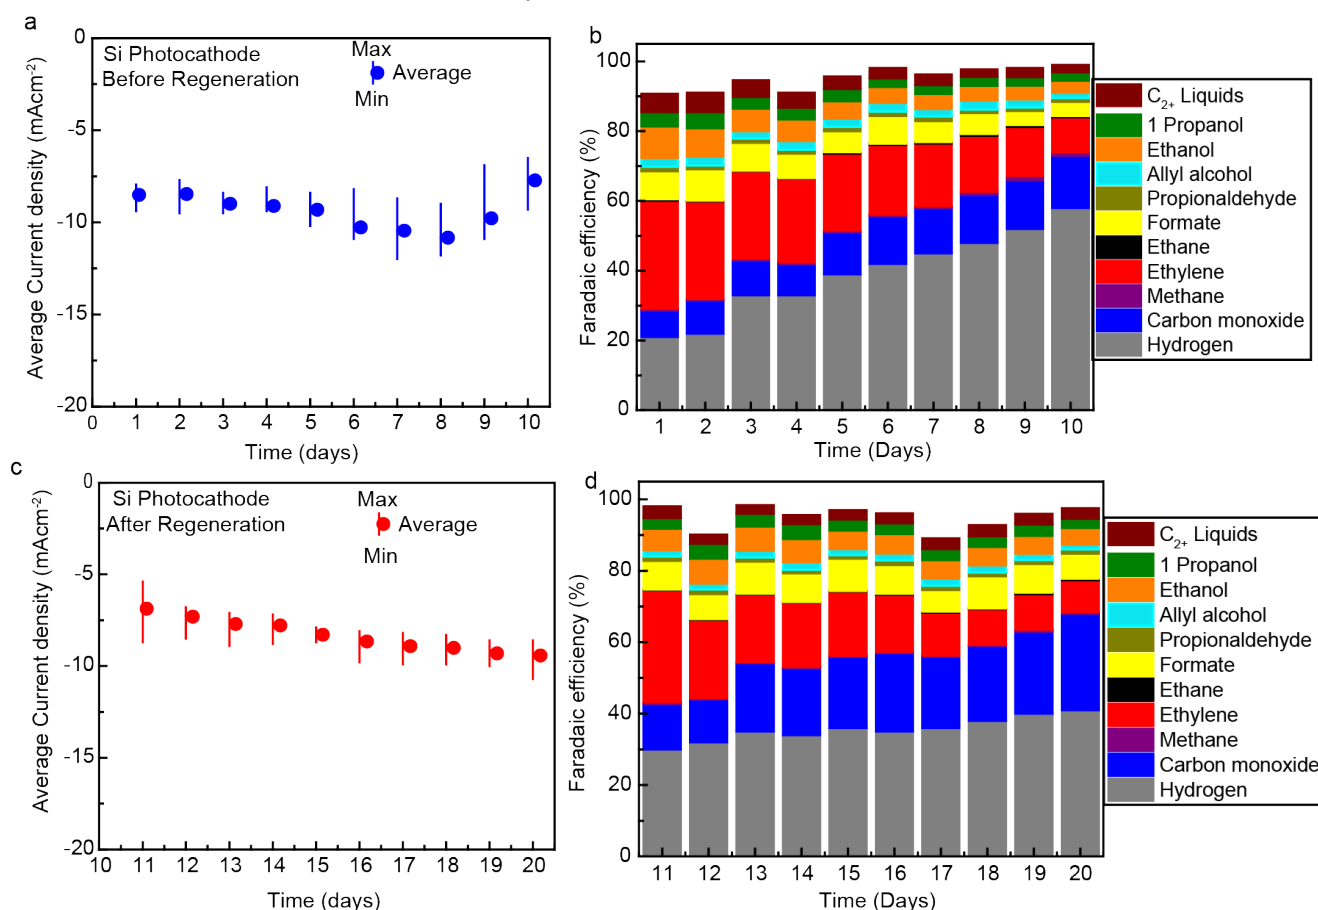 a
Average Current density (mAcm-2)
0
-5
-10
-15
-20
Si Photocathode
Before Regeneration
Max
Average
Min
0 1 2 3 4 5 6 7 8 9 10
Time (days)
b
Faradaic efficiency (%)
100
80
60
40
20
0
1 2 3 4 5 6 7 8 9 10
Time (Days)
C2+ Liquids
1 Propanol
Ethanol
Allyl alcohol
Propionaldehyde
Formate
Ethane
Ethylene
Methane
Carbon monoxide
Hydrogen
c
Average Current density (mAcm-2)
0
-5
-10
-15
-20
Si Photocathode
After Regeneration
Max
Average
Min
10 11 12 13 14 15 16 17 18 19 20
Time (days)
d
Faradaic efficiency (%)
100
80
60
40
20
0
11 12 13 14 15 16 17 18 19 20
Time (Days)
C2+ Liquids
1 Propanol
Ethanol
Allyl alcohol
Propionaldehyde
Formate
Ethane
Ethylene
Methane
Carbon monoxide
Hydrogen